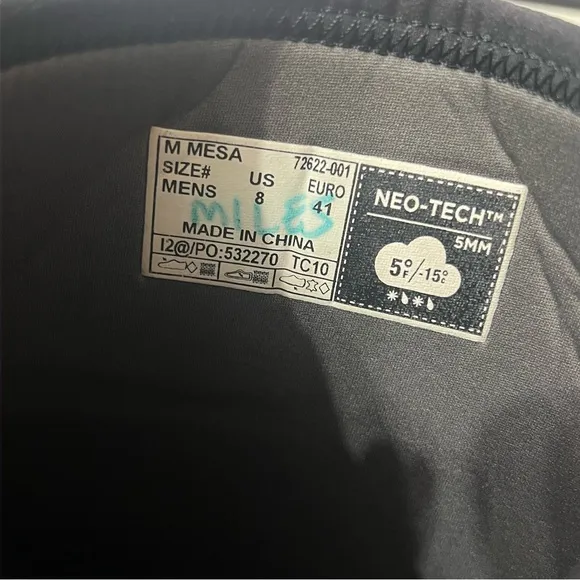 M MESA 72622-001
SIZE# US EURO
MENS 8 41
MILES
MADE IN CHINA
I2@/PO:532270 TC10
NEO-TECH™
5MM
5°F/-15°C